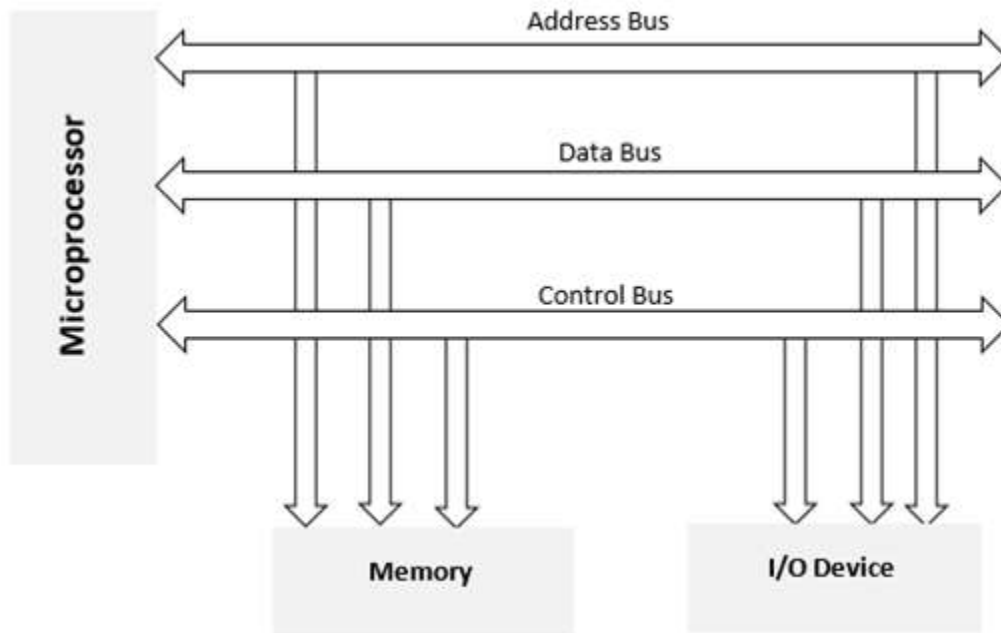 Address Bus
Microprocessor
Data Bus
Control Bus
Memory
I/O Device